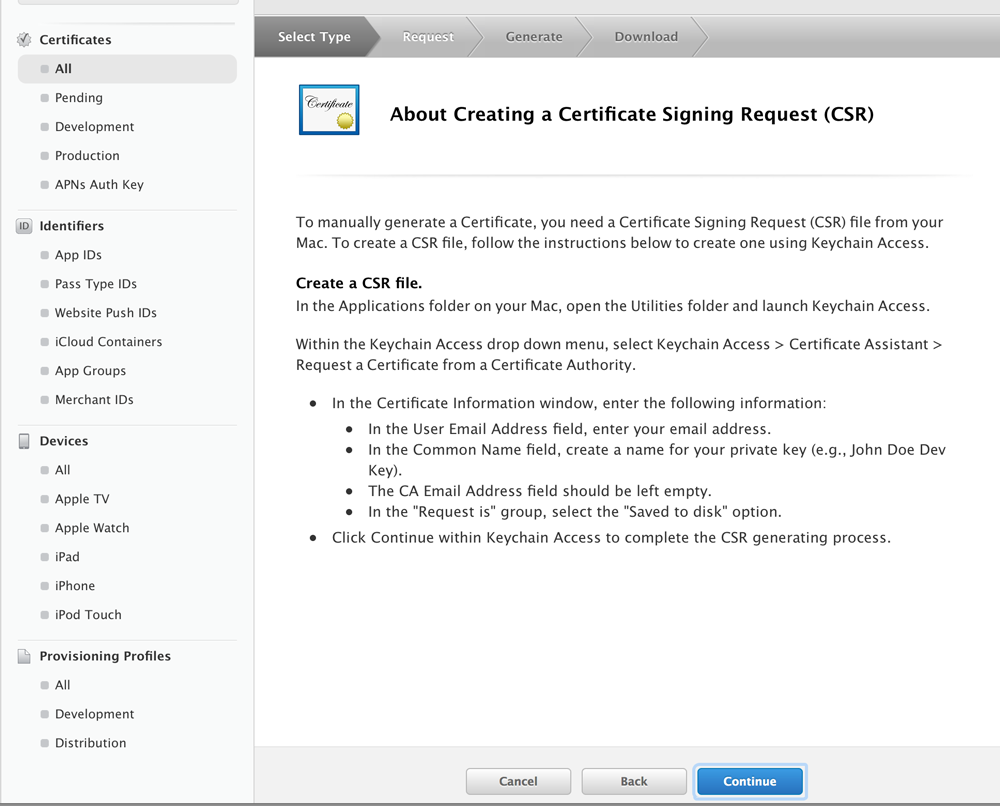 Certificates
All
Pending
Development
Production
APNs Auth Key
ID Identifiers
App IDs
Pass Type IDs
Website Push IDs
iCloud Containers
App Groups
Merchant IDs
Devices
All
Apple TV
Apple Watch
iPad
iPhone
iPod Touch
Provisioning Profiles
All
Development
Distribution
Select Type Request Generate Download
Certificate
About Creating a Certificate Signing Request (CSR)
To manually generate a Certificate, you need a Certificate Signing Request (CSR) file from your
Mac. To create a CSR file, follow the instructions below to create one using Keychain Access.
Create a CSR file.
In the Applications folder on your Mac, open the Utilities folder and launch Keychain Access.
Within the Keychain Access drop down menu, select Keychain Access > Certificate Assistant >
Request a Certificate from a Certificate Authority.
• In the Certificate Information window, enter the following information:
• In the User Email Address field, enter your email address.
• In the Common Name field, create a name for your private key (e.g., John Doe Dev
Key).
• The CA Email Address field should be left empty.
• In the "Request is" group, select the "Saved to disk" option.
• Click Continue within Keychain Access to complete the CSR generating process.
Cancel Back Continue